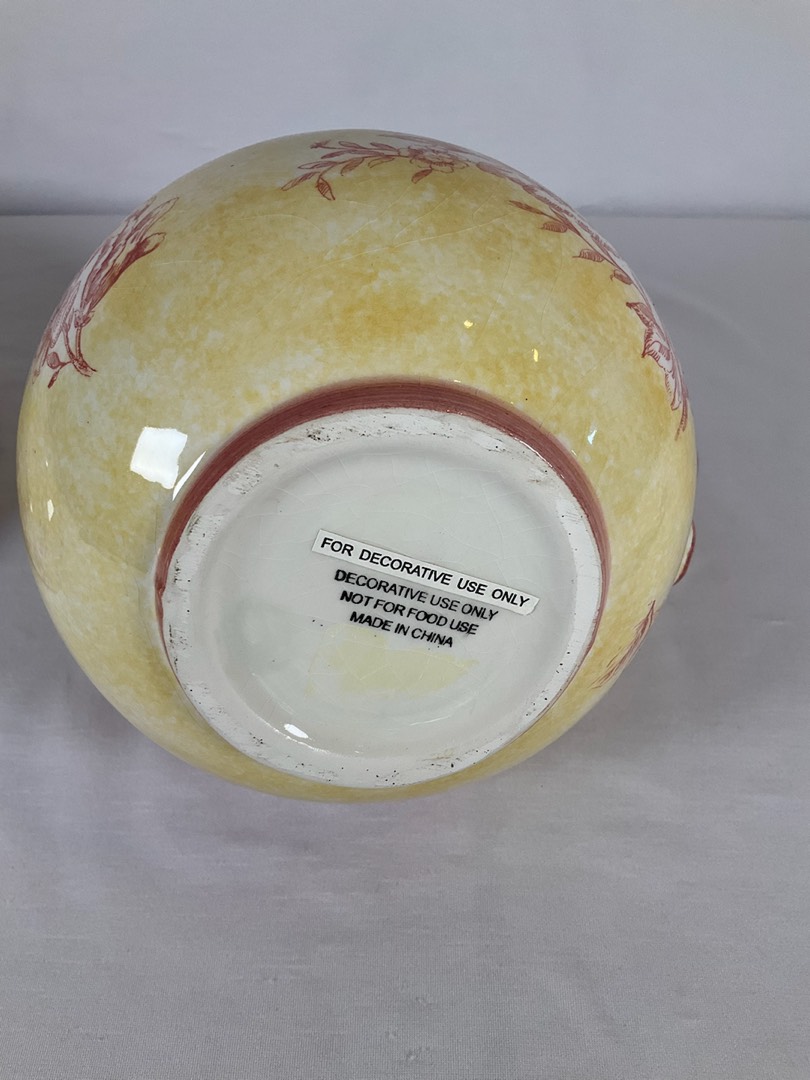 FOR DECORATIVE USE ONLY
DECORATIVE USE ONLY
NOT FOR FOOD USE
MADE IN CHINA